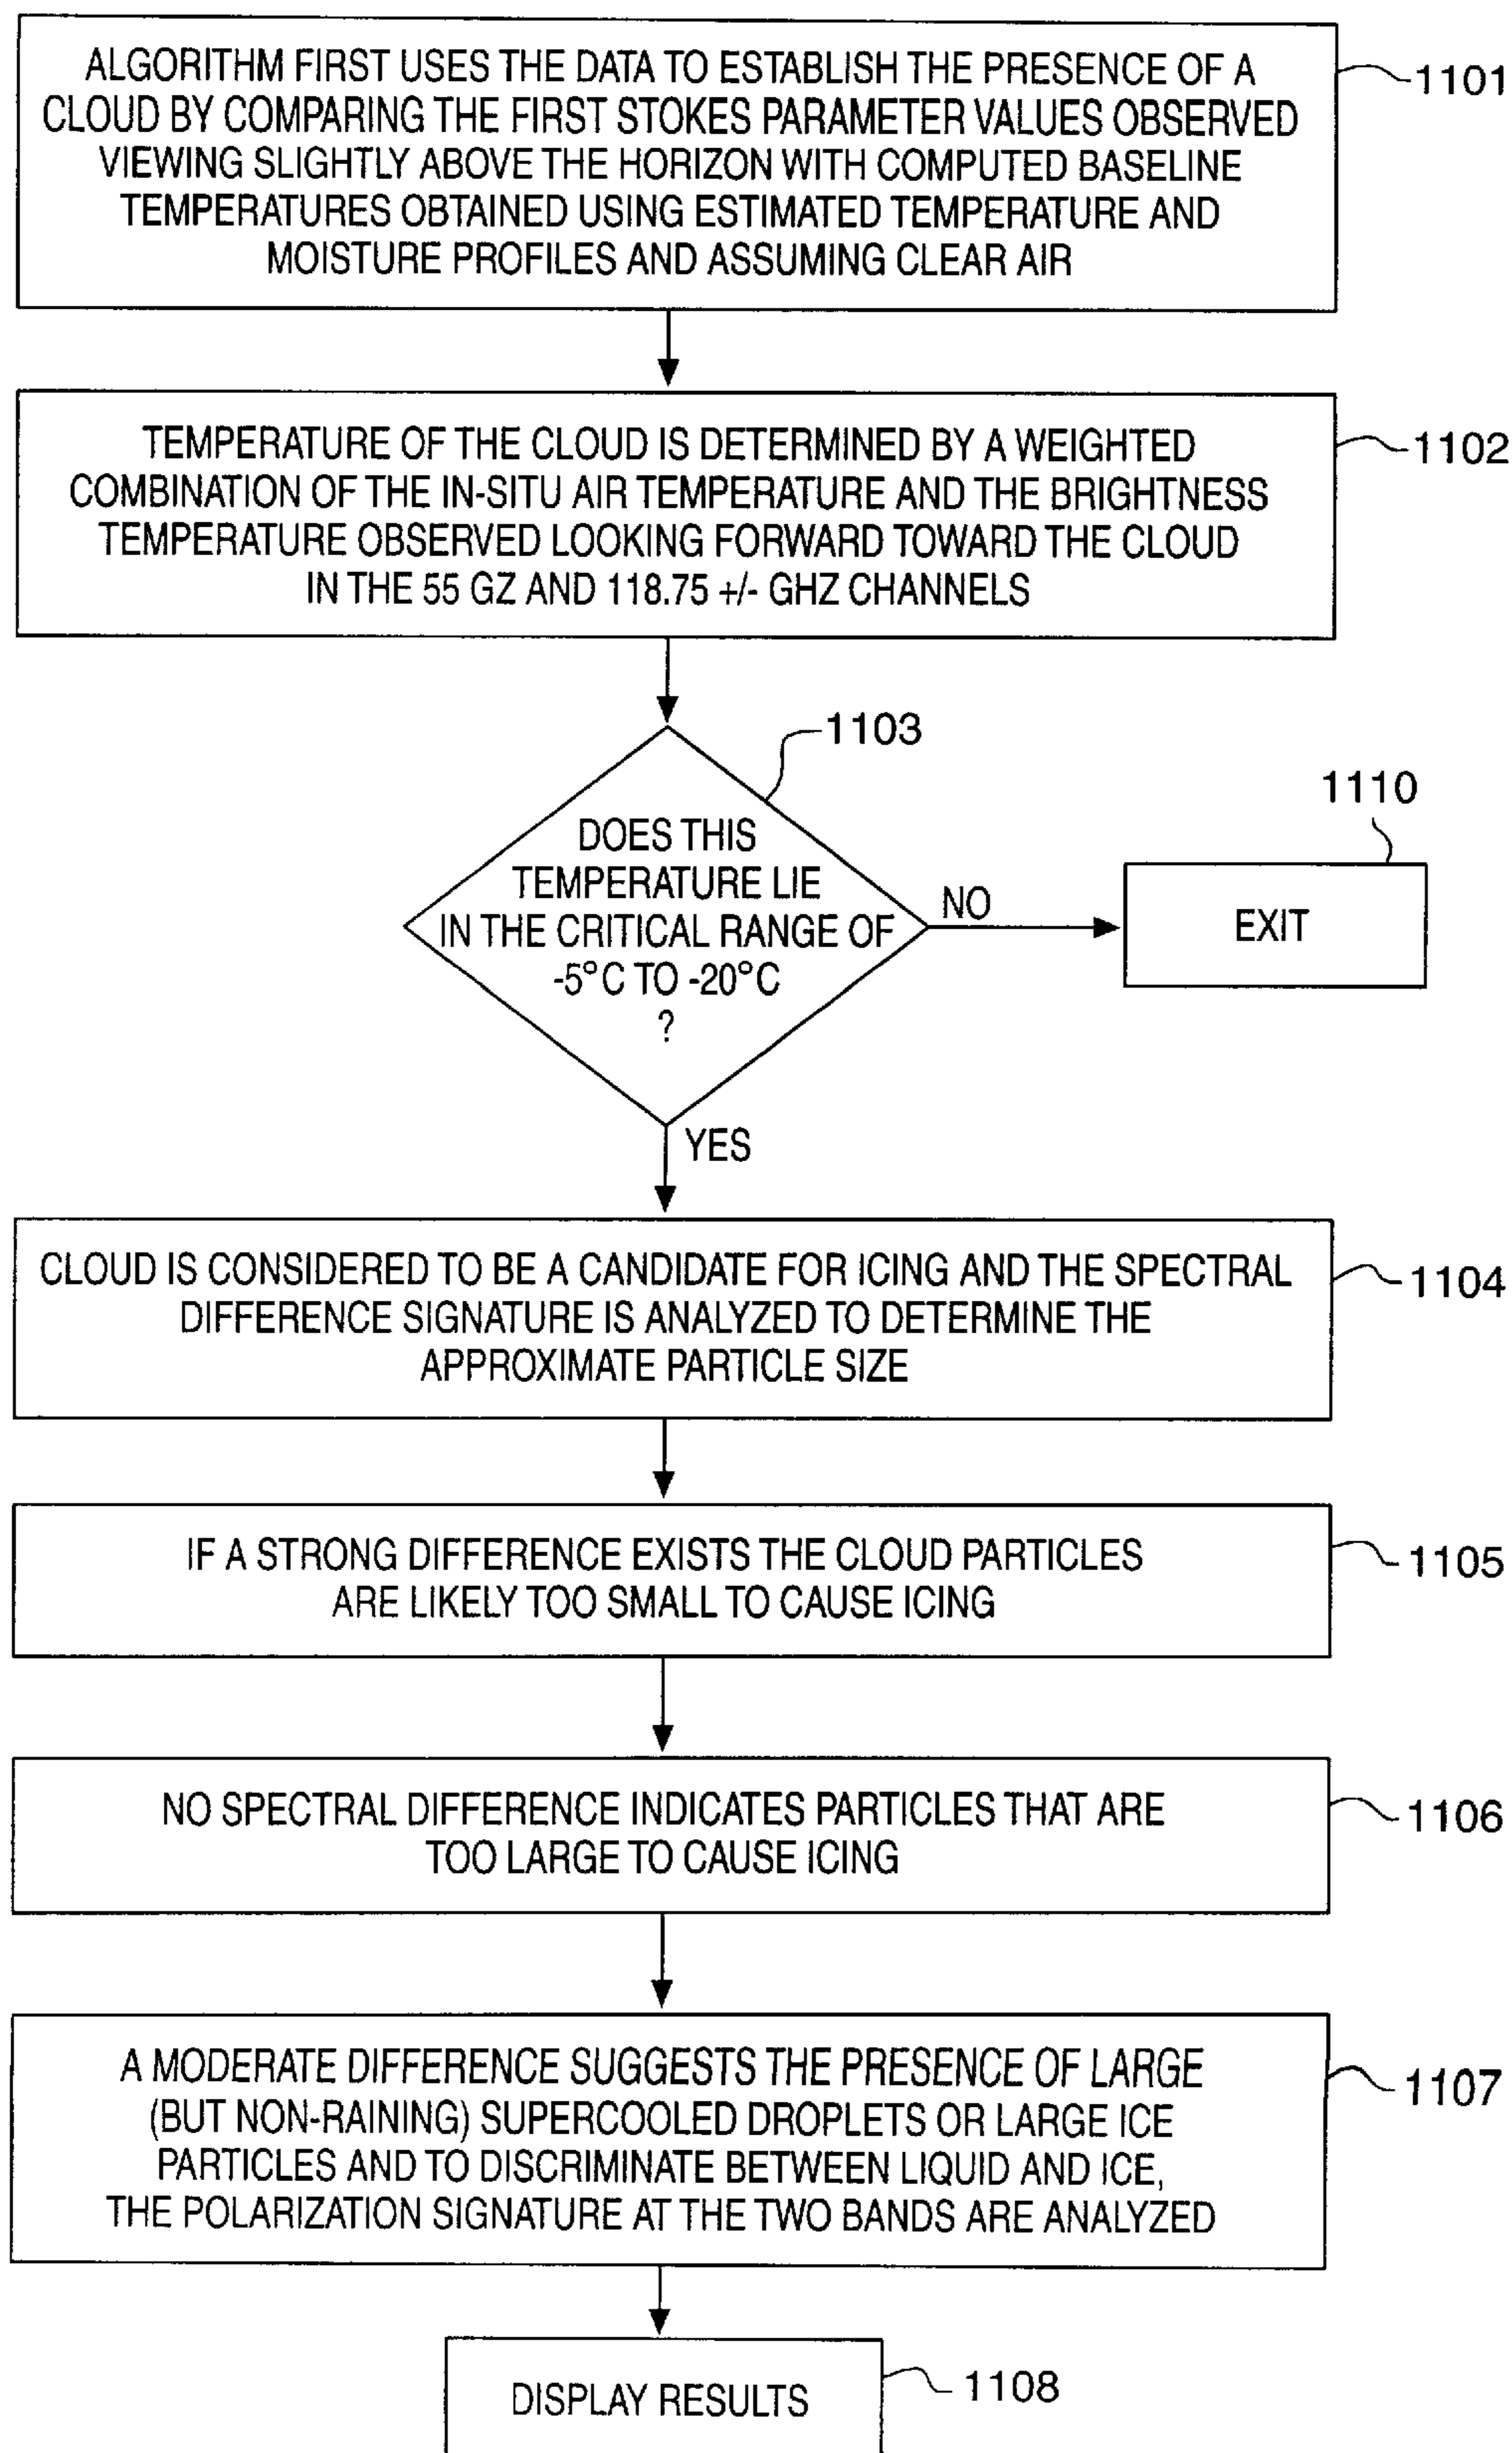 ALGORITHM FIRST USES THE DATA TO ESTABLISH THE PRESENCE OF A
CLOUD BY COMPARING THE FIRST STOKES PARAMETER VALUES OBSERVED
VIEWING SLIGHTLY ABOVE THE HORIZON WITH COMPUTED BASELINE
TEMPERATURES OBTAINED USING ESTIMATED TEMPERATURE AND
MOISTURE PROFILES AND ASSUMING CLEAR AIR
1101
TEMPERATURE OF THE CLOUD IS DETERMINED BY A WEIGHTED
COMBINATION OF THE IN-SITU AIR TEMPERATURE AND THE BRIGHTNESS
TEMPERATURE OBSERVED LOOKING FORWARD TOWARD THE CLOUD
IN THE 55 GZ AND 118.75 +/- GHZ CHANNELS
1102
1103
DOES THIS
TEMPERATURE LIE
IN THE CRITICAL RANGE OF
-5°C TO -20°C
?
NO
1110
EXIT
YES
CLOUD IS CONSIDERED TO BE A CANDIDATE FOR ICING AND THE SPECTRAL
DIFFERENCE SIGNATURE IS ANALYZED TO DETERMINE THE
APPROXIMATE PARTICLE SIZE
1104
IF A STRONG DIFFERENCE EXISTS THE CLOUD PARTICLES
ARE LIKELY TOO SMALL TO CAUSE ICING
1105
NO SPECTRAL DIFFERENCE INDICATES PARTICLES THAT ARE
TOO LARGE TO CAUSE ICING
1106
A MODERATE DIFFERENCE SUGGESTS THE PRESENCE OF LARGE
(BUT NON-RAINING) SUPERCOOLED DROPLETS OR LARGE ICE
PARTICLES AND TO DISCRIMINATE BETWEEN LIQUID AND ICE,
THE POLARIZATION SIGNATURE AT THE TWO BANDS ARE ANALYZED
1107
DISPLAY RESULTS
1108